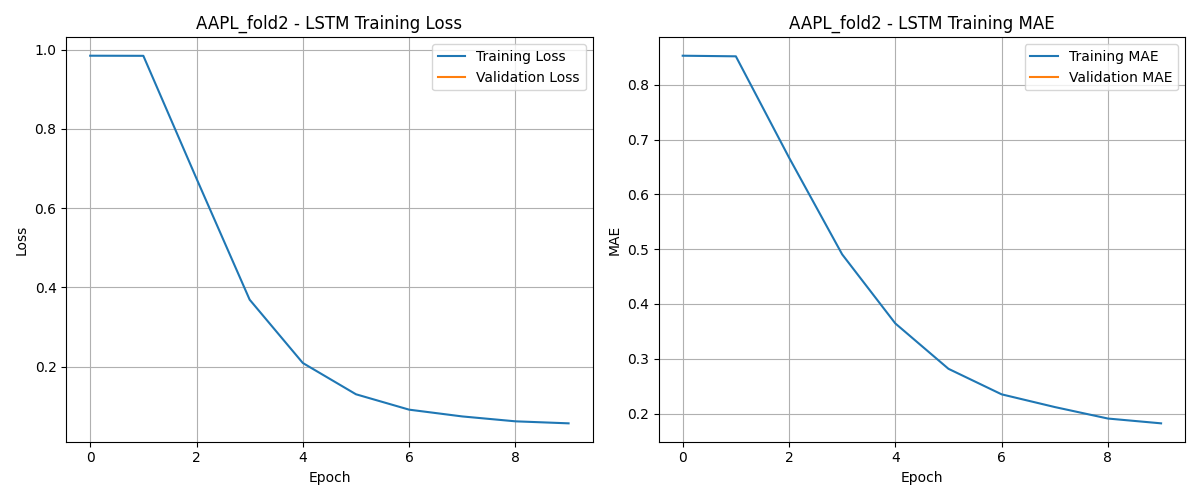 AAPL_fold2 - LSTM Training Loss
1.0
0.8
0.6
0.4
0.2
Loss
0 2 4 6 8
Epoch
Training Loss
Validation Loss
AAPL_fold2 - LSTM Training MAE
0.8
0.7
0.6
0.5
0.4
0.3
0.2
MAE
0 2 4 6 8
Epoch
Training MAE
Validation MAE